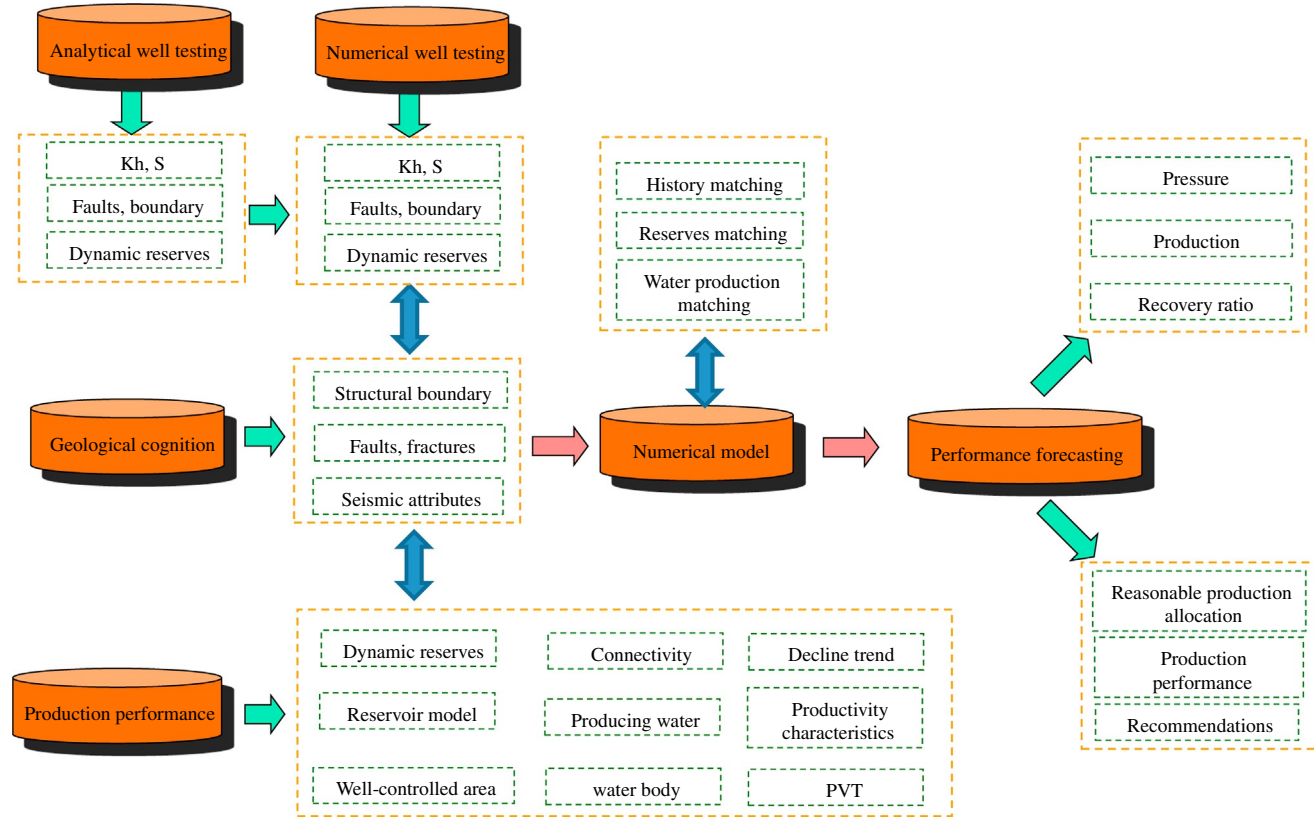 Analytical well testing
Numerical well testing
Kh, S
Faults, boundary
Dynamic reserves
Kh, S
Faults, boundary
Dynamic reserves
History matching
Reserves matching
Water production
matching
Pressure
Production
Recovery ratio
Geological cognition
Structural boundary
Faults, fractures
Seismic attributes
Numerical model
Performance forecasting
Reasonable production
allocation
Production
performance
Recommendations
Production performance
Dynamic reserves
Connectivity
Decline trend
Reservoir model
Producing water
Productivity
characteristics
Well-controlled area
water body
PVT